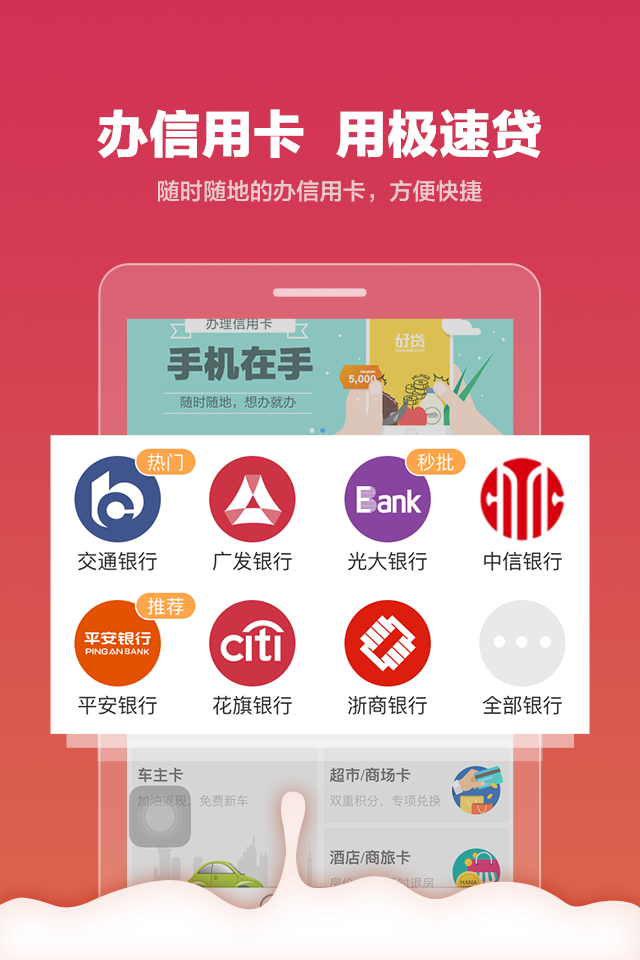 办信用卡 用极速贷
随时随地的办信用卡，方便快捷
办理信用卡
手机在手
随时随地，想办就办
好贷
5,000
热门
秒批
Bank
交通银行
广发银行
光大银行
中信银行
推荐
平安银行
PING AN BANK
citi
平安银行
花旗银行
浙商银行
全部银行
车主卡
加油返现，免费新车
超市/商场卡
双重积分，专项兑换
酒店/商旅卡
HANA